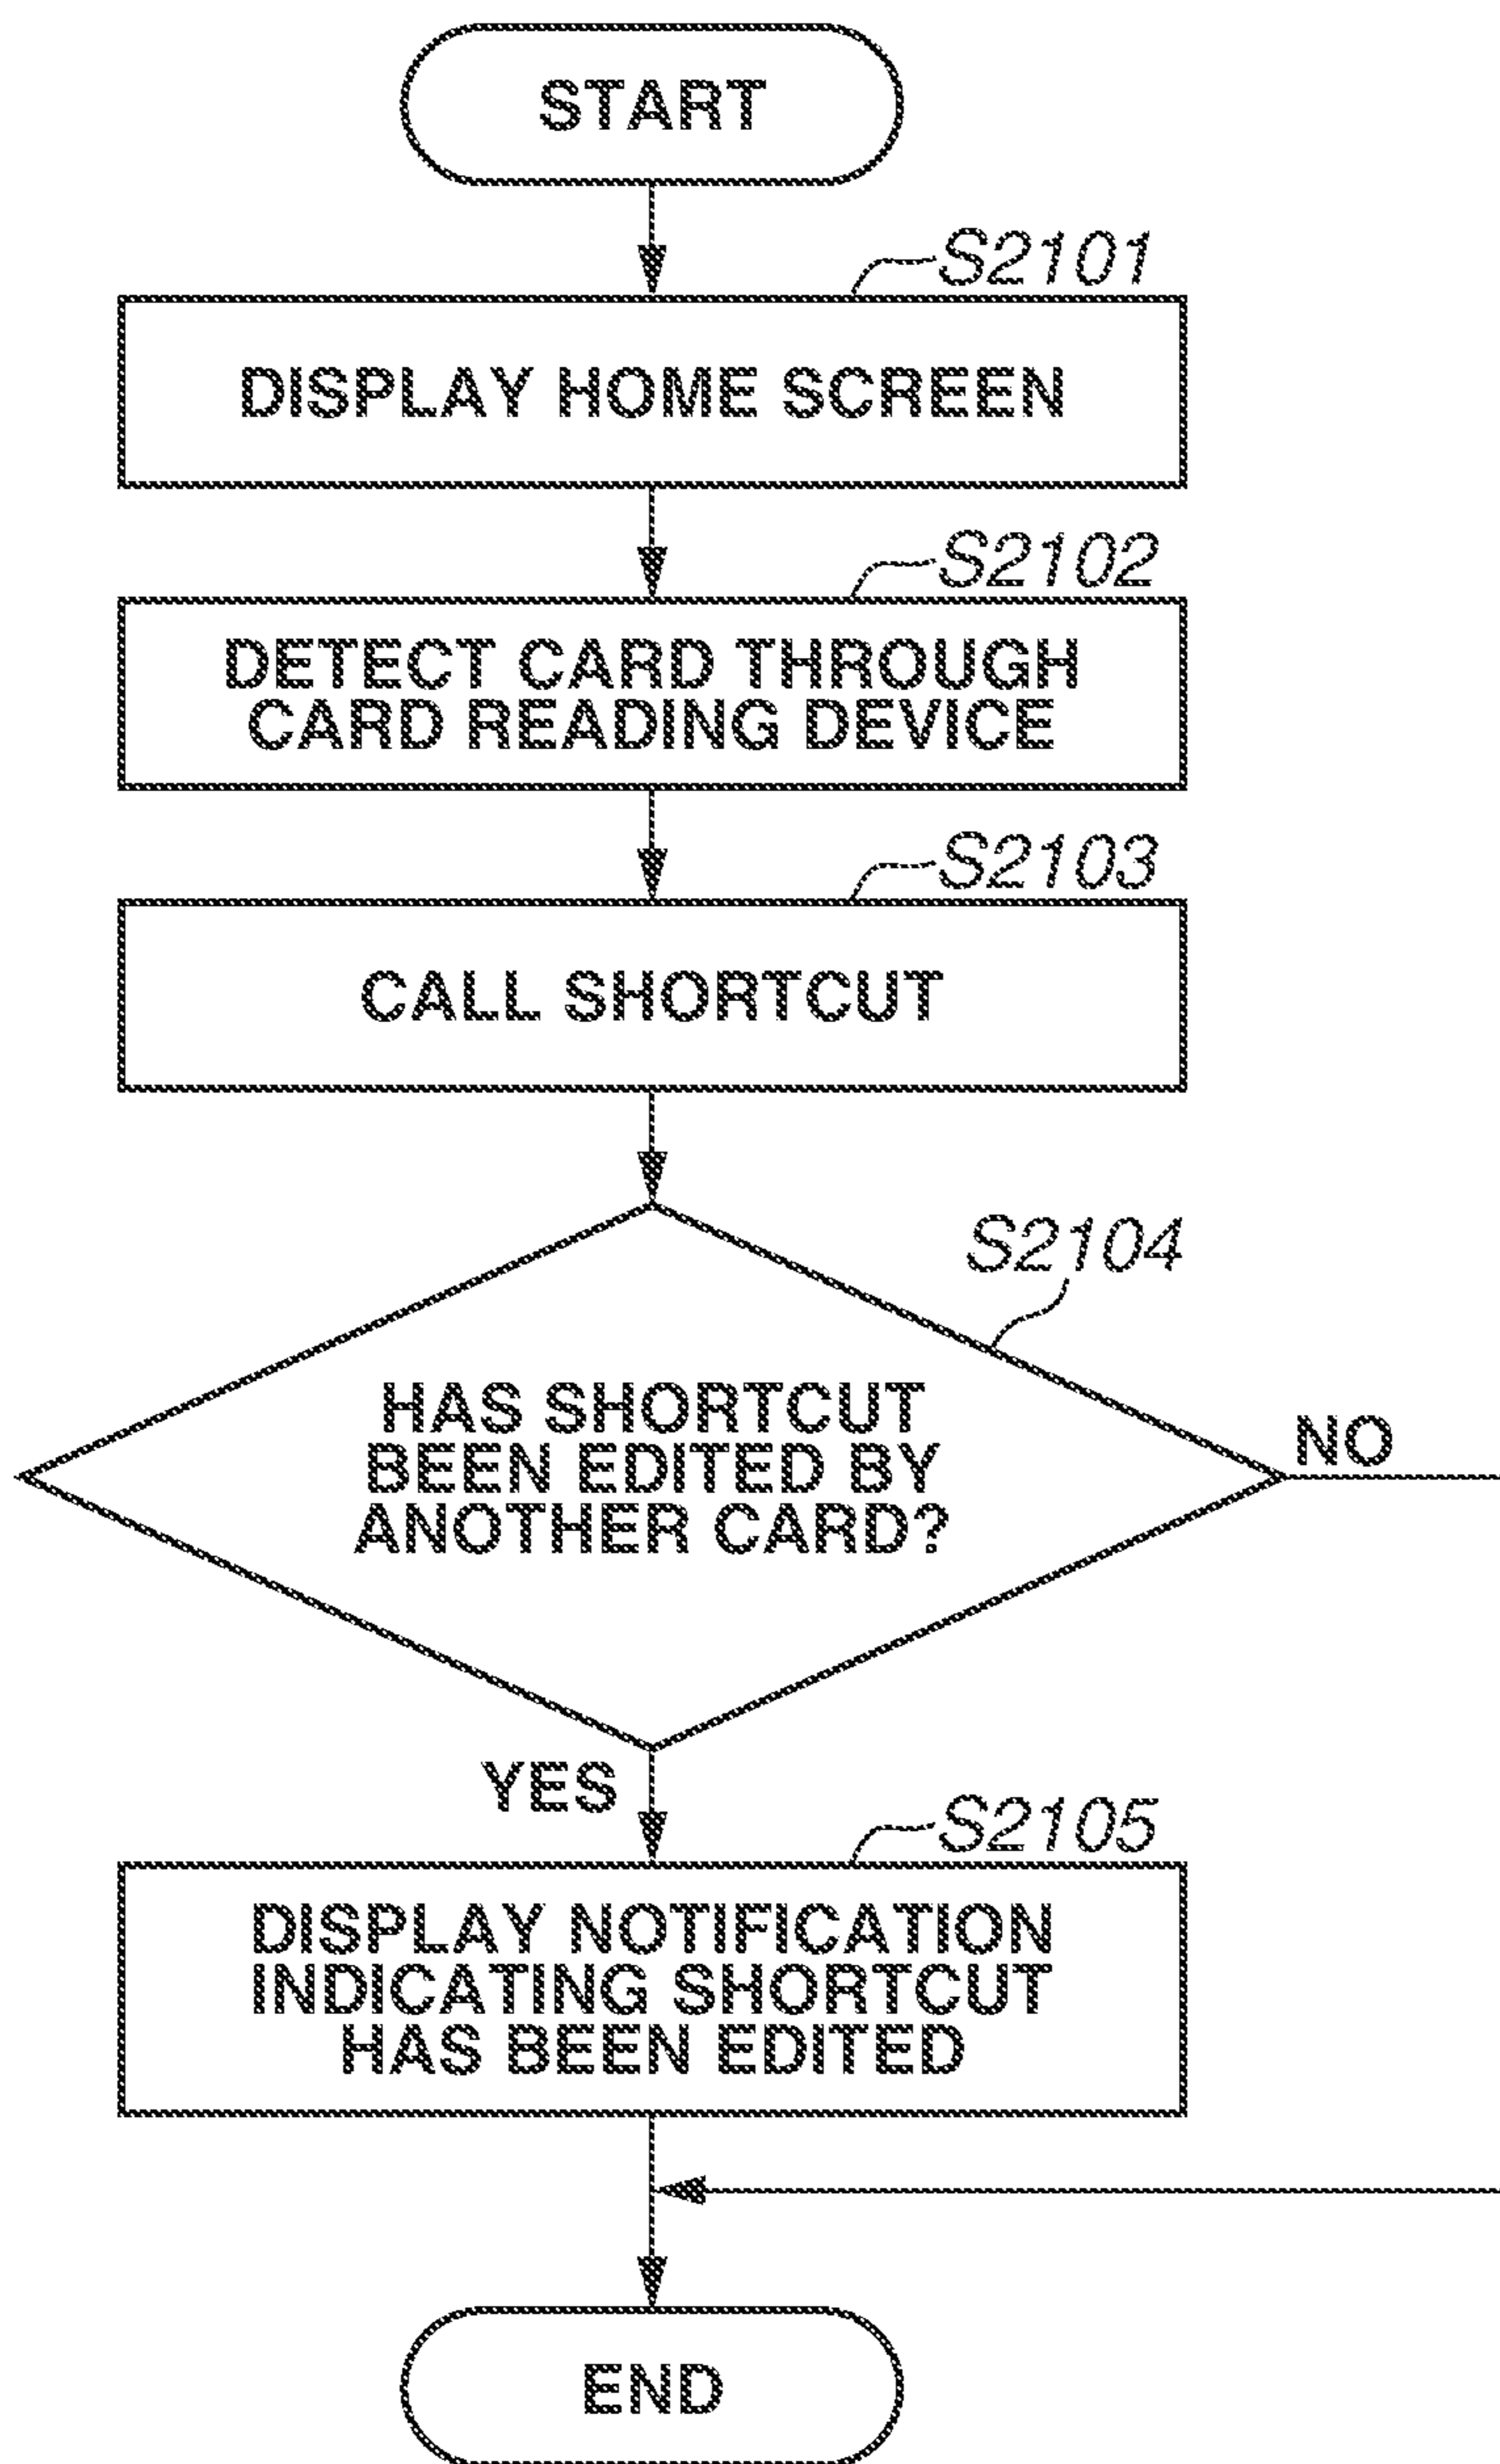 START
S2101
DISPLAY HOME SCREEN
S2102
DETECT CARD THROUGH
CARD READING DEVICE
S2103
CALL SHORTCUT
S2104
HAS SHORTCUT
BEEN EDITED BY
ANOTHER CARD?
NO
YES
S2105
DISPLAY NOTIFICATION
INDICATING SHORTCUT
HAS BEEN EDITED
END